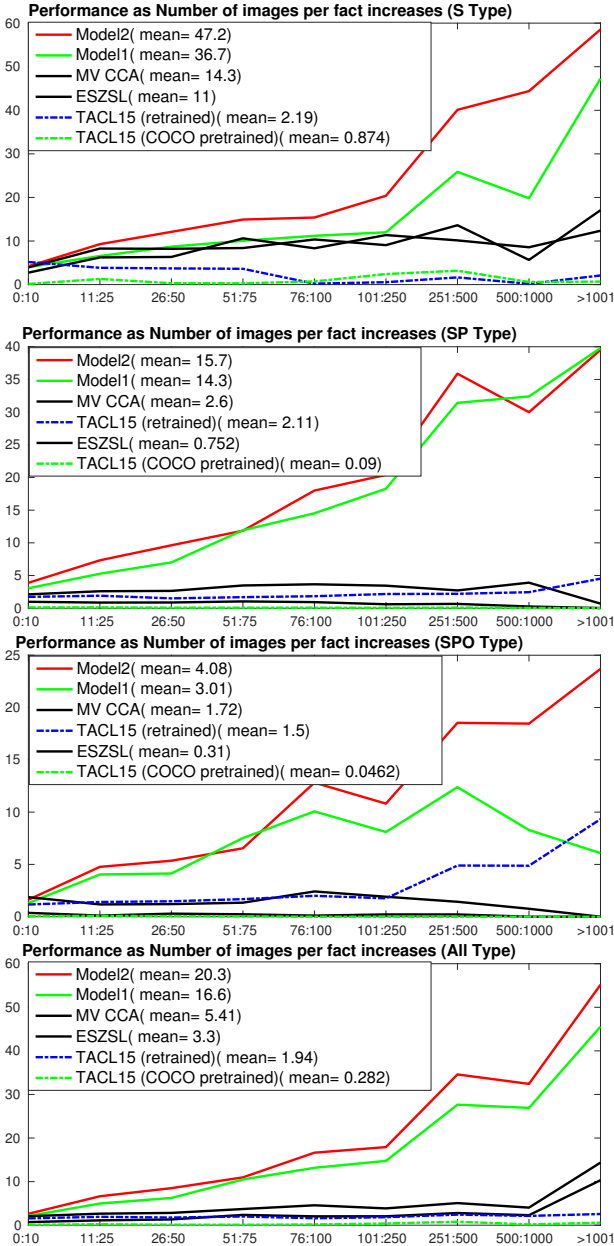 Performance as Number of images per fact increases (S Type)
60
50
40
30
20
10
0
Model2( mean= 47.2)
Model1( mean= 36.7)
MV CCA( mean= 14.3)
ESZSL( mean= 11)
TACL15 (retrained)( mean= 2.19)
TACL15 (COCO pretrained)( mean= 0.874)
0:10 11:25 26:50 51:75 76:100 101:250 251:500 500:1000 >1001
Performance as Number of images per fact increases (SP Type)
40
35
30
25
20
15
10
5
0
Model2( mean= 15.7)
Model1( mean= 14.3)
MV CCA( mean= 2.6)
TACL15 (retrained)( mean= 2.11)
ESZSL( mean= 0.752)
TACL15 (COCO pretrained)( mean= 0.09)
0:10 11:25 26:50 51:75 76:100 101:250 251:500 500:1000 >1001
Performance as Number of images per fact increases (SPO Type)
25
20
15
10
5
0
Model2( mean= 4.08)
Model1( mean= 3.01)
MV CCA( mean= 1.72)
TACL15 (retrained)( mean= 1.5)
ESZSL( mean= 0.31)
TACL15 (COCO pretrained)( mean= 0.0462)
0:10 11:25 26:50 51:75 76:100 101:250 251:500 500:1000 >1001
Performance as Number of images per fact increases (All Type)
60
50
40
30
20
10
0
Model2( mean= 20.3)
Model1( mean= 16.6)
MV CCA( mean= 5.41)
ESZSL( mean= 3.3)
TACL15 (retrained)( mean= 1.94)
TACL15 (COCO pretrained)( mean= 0.282)
0:10 11:25 26:50 51:75 76:100 101:250 251:500 500:1000 >1001